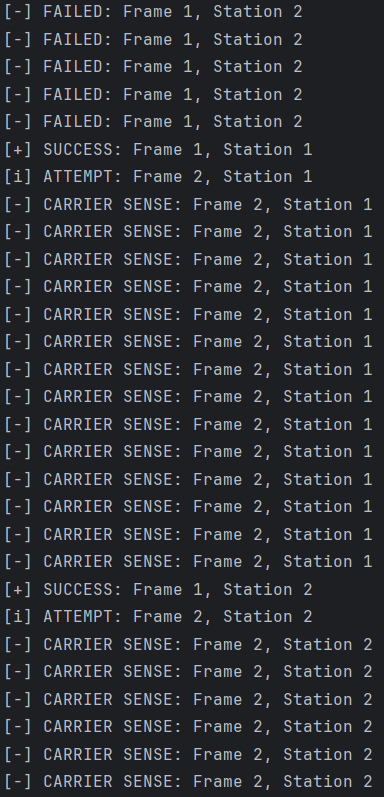 [-] FAILED: Frame 1, Station 2
[-] FAILED: Frame 1, Station 2
[-] FAILED: Frame 1, Station 2
[-] FAILED: Frame 1, Station 2
[-] FAILED: Frame 1, Station 2
[+] SUCCESS: Frame 1, Station 1
[i] ATTEMPT: Frame 2, Station 1
[-] CARRIER SENSE: Frame 2, Station 1
[-] CARRIER SENSE: Frame 2, Station 1
[-] CARRIER SENSE: Frame 2, Station 1
[-] CARRIER SENSE: Frame 2, Station 1
[-] CARRIER SENSE: Frame 2, Station 1
[-] CARRIER SENSE: Frame 2, Station 1
[-] CARRIER SENSE: Frame 2, Station 1
[-] CARRIER SENSE: Frame 2, Station 1
[-] CARRIER SENSE: Frame 2, Station 1
[-] CARRIER SENSE: Frame 2, Station 1
[-] CARRIER SENSE: Frame 2, Station 1
[-] CARRIER SENSE: Frame 2, Station 1
[-] CARRIER SENSE: Frame 2, Station 1
[-] CARRIER SENSE: Frame 2, Station 1
[+] SUCCESS: Frame 1, Station 2
[i] ATTEMPT: Frame 2, Station 2
[-] CARRIER SENSE: Frame 2, Station 2
[-] CARRIER SENSE: Frame 2, Station 2
[-] CARRIER SENSE: Frame 2, Station 2
[-] CARRIER SENSE: Frame 2, Station 2
[-] CARRIER SENSE: Frame 2, Station 2
[-] CARRIER SENSE: Frame 2, Station 2